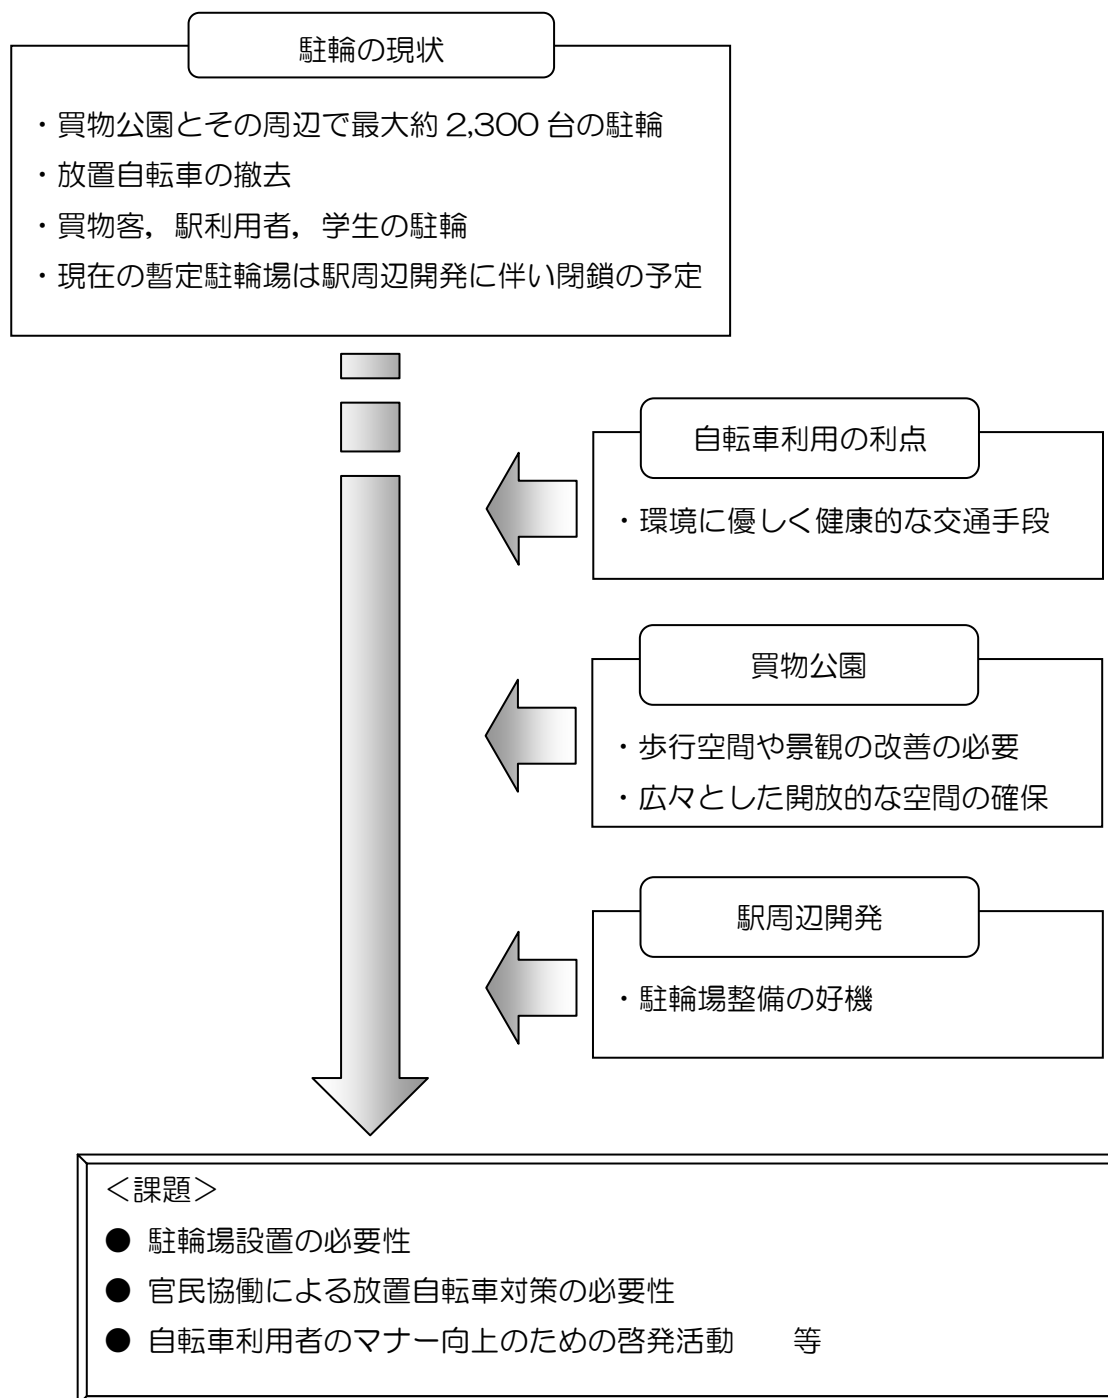 駐輪の現状
・買物公園とその周辺で最大約 2,300 台の駐輪
・放置自転車の撤去
・買物客，駅利用者，学生の駐輪
・現在の暫定駐輪場は駅周辺開発に伴い閉鎖の予定
自転車利用の利点
・環境に優しく健康的な交通手段
買物公園
・歩行空間や景観の改善の必要
・広々とした開放的な空間の確保
駅周辺開発
・駐輪場整備の好機
＜課題＞
● 駐輪場設置の必要性
● 官民協働による放置自転車対策の必要性
● 自転車利用者のマナー向上のための啓発活動　　等